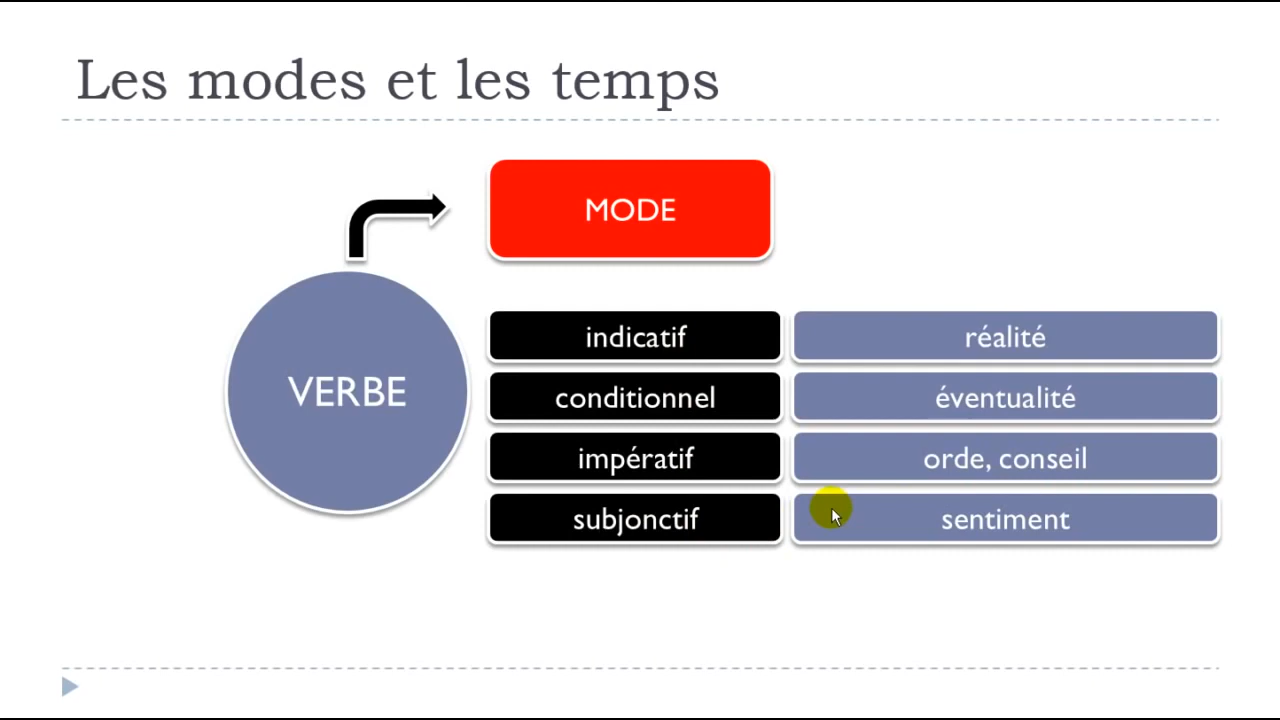 Les modes et les temps
MODE
VERBE
indicatif
réalité
conditionnel
éventualité
impératif
orde, conseil
subjonctif
sentiment